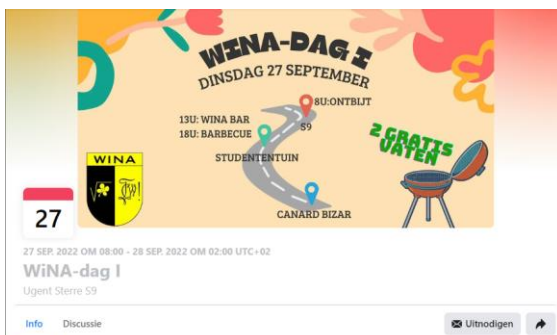 WINA-DAG I
DINSDAG 27 SEPTEMBER
8U:ONTBIJT
S9
13U: WINA BAR
18U: BARBECUE
STUDENTENTUIN
2 GRATIS
VATEN
WINA
CANARD BIZAR
27
27 SEP. 2022 OM 08:00 - 28 SEP. 2022 OM 02:00 UTC+02
WiNA-dag I
Ugent Sterre S9
Info Discussie Uitnodigen